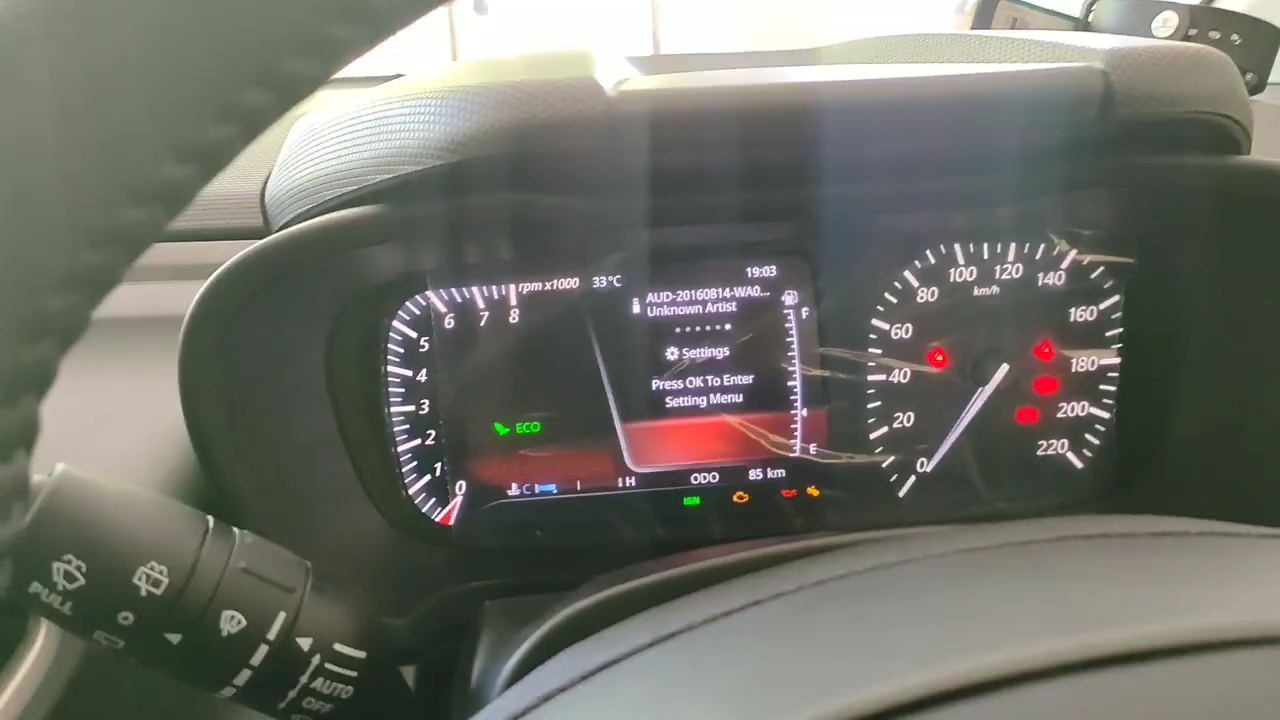 rpm x1000
33°C
19:03
AUD-20160814-WA0...
Unknown Artist
Settings
Press OK To Enter
Setting Menu
F
E
8
7
6
5
4
3
2
1
0
ECO
C
H
ODO
85 km
IGN
0
20
40
60
80
100
120
140
160
180
200
220
km/h
PULL
AUTO
OFF